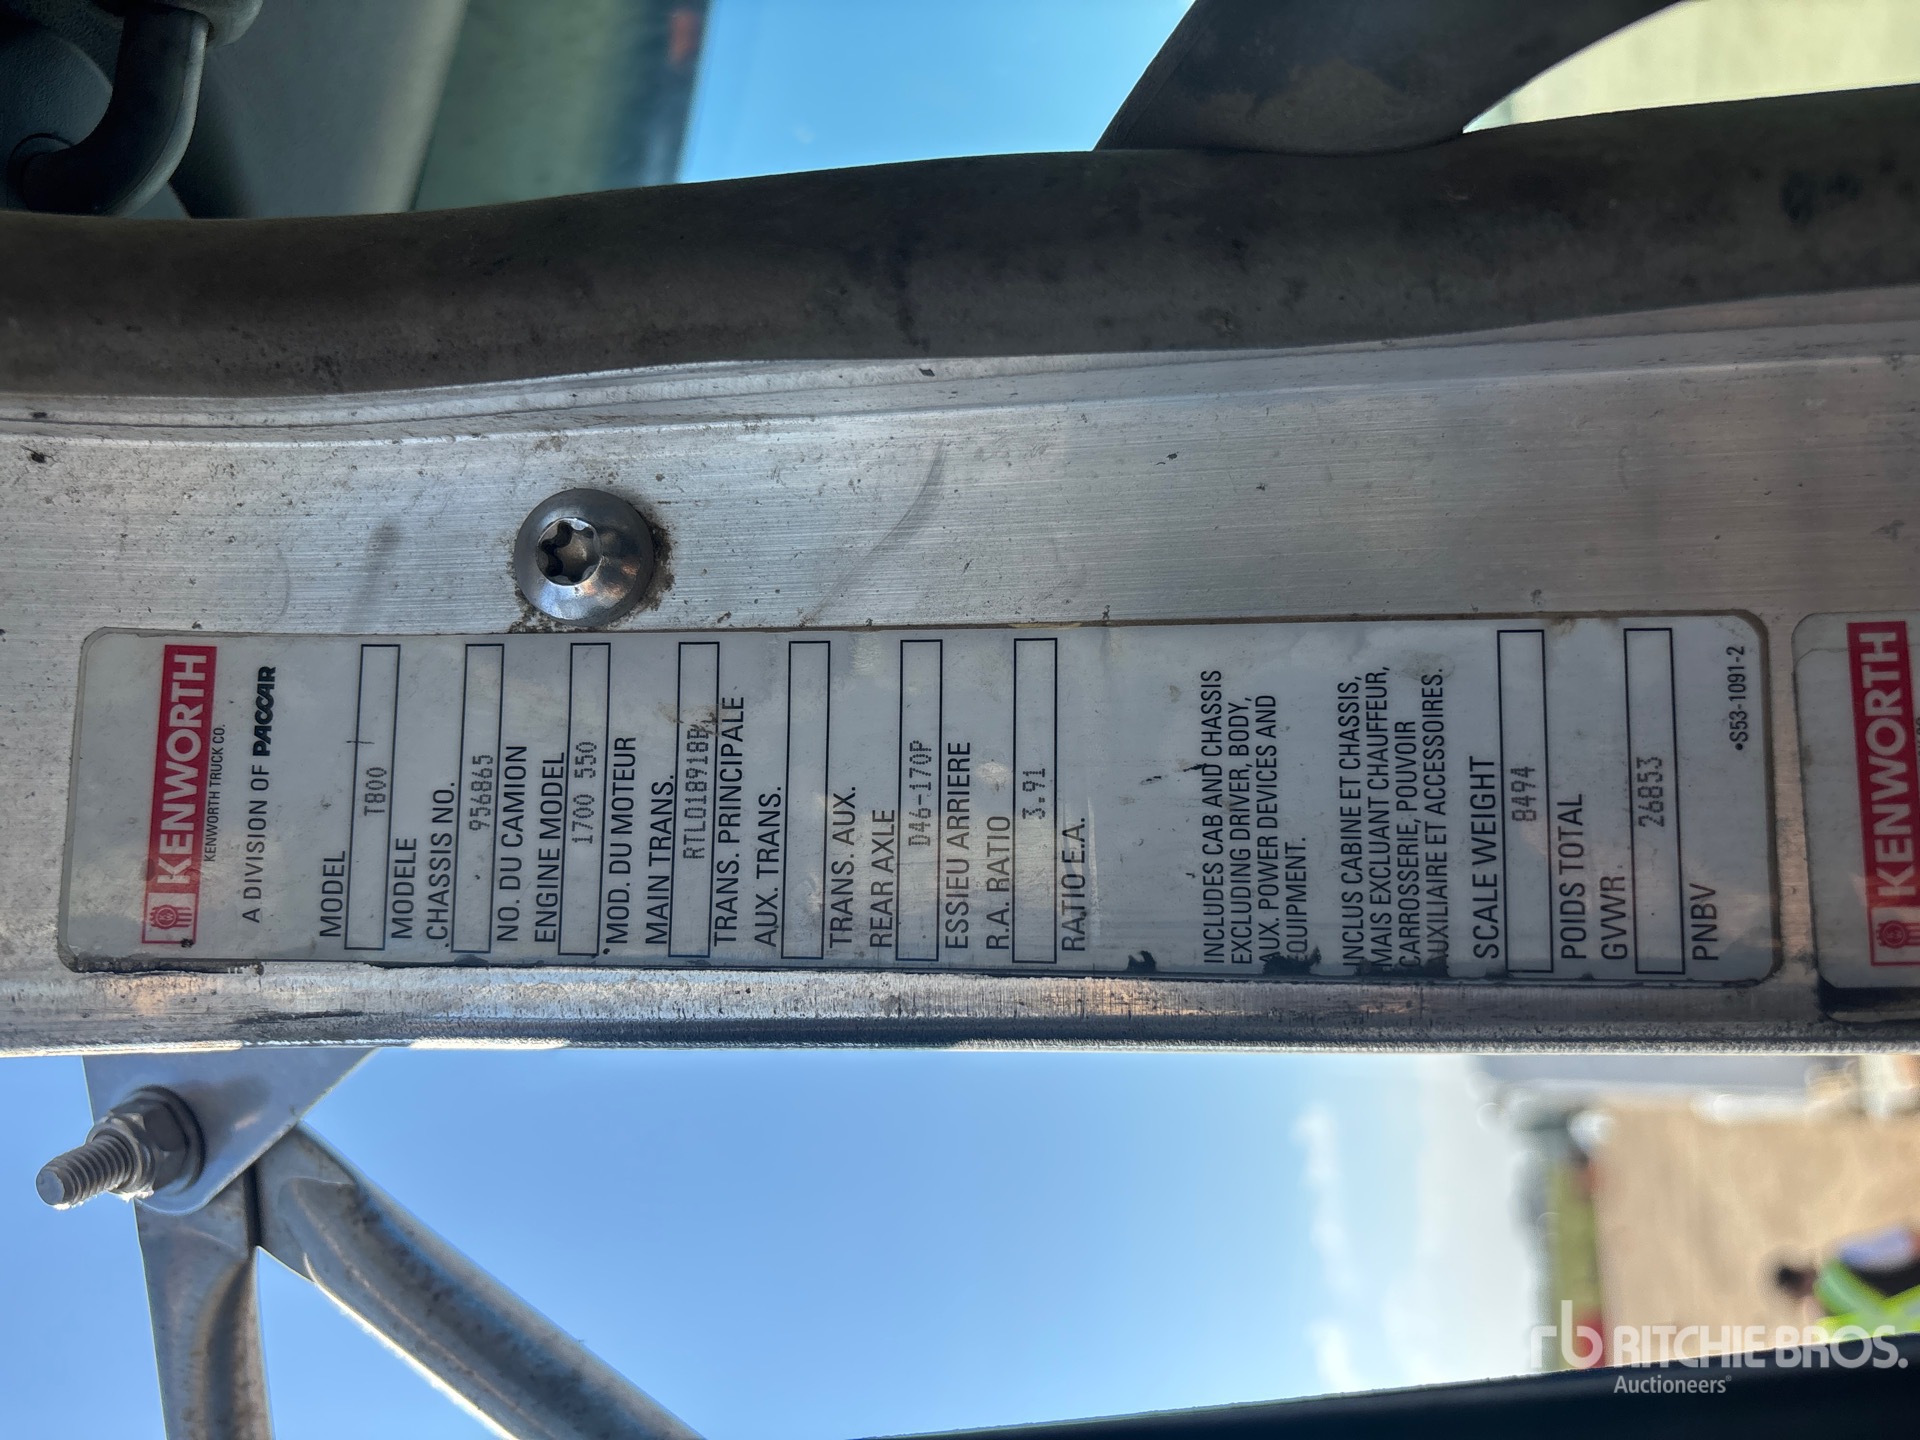 KENWORTH
KENWORTH TRUCK CO.
A DIVISION OF PACCAR
MODEL
T800
MODELE
CHASSIS NO.
956865
NO. DU CAMION
ENGINE MODEL
1700 550
MOD. DU MOTEUR
MAIN TRANS.
RTLO18918B
TRANS. PRINCIPALE
AUX. TRANS.
TRANS. AUX.
REAR AXLE
D46-170P
ESSIEU ARRIERE
R.A. RATIO
3.91
RATIO E.A.
INCLUDES CAB AND CHASSIS
EXCLUDING DRIVER, BODY,
AUX. POWER DEVICES AND
EQUIPMENT.
INCLUS CABINE ET CHASSIS,
MAIS EXCLUANT CHAUFFEUR,
CARROSSERIE, POUVOIR
AUXILIAIRE ET ACCESSOIRES.
SCALE WEIGHT
8494
POIDS TOTAL
GVWR.
26853
PNBV
•S53-1091-2
KENWORTH
rb RITCHIE BROS.
Auctioneers